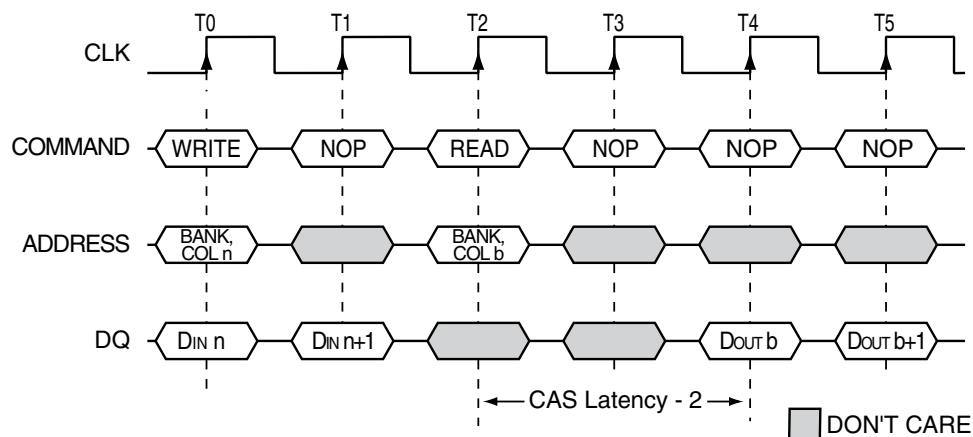 T0 T1 T2 T3 T4 T5
CLK
COMMAND WRITE NOP READ NOP NOP NOP
ADDRESS BANK, COL n BANK, COL b
DQ DIN n DIN n+1 DOUT b DOUT b+1
CAS Latency - 2
DON'T CARE